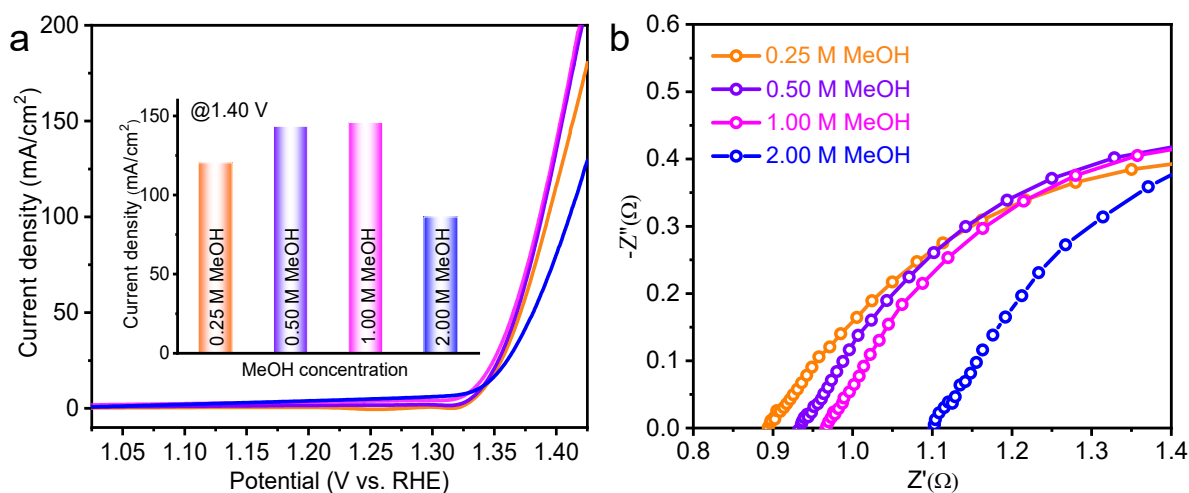 a
200
150
100
50
0
Current density (mA/cm²)
1.05
1.10
1.15
1.20
1.25
1.30
1.35
1.40
Potential (V vs. RHE)
@1.40 V
150
100
50
0
Current density(mA/cm²)
0.25 M MeOH
0.50 M MeOH
1.00 M MeOH
2.00 M MeOH
MeOH concentration
b
0.6
0.5
0.4
0.3
0.2
0.1
0.0
-Z''(Ω)
0.25 M MeOH
0.50 M MeOH
1.00 M MeOH
2.00 M MeOH
0.8
0.9
1.0
1.1
1.2
1.3
1.4
Z'(Ω)